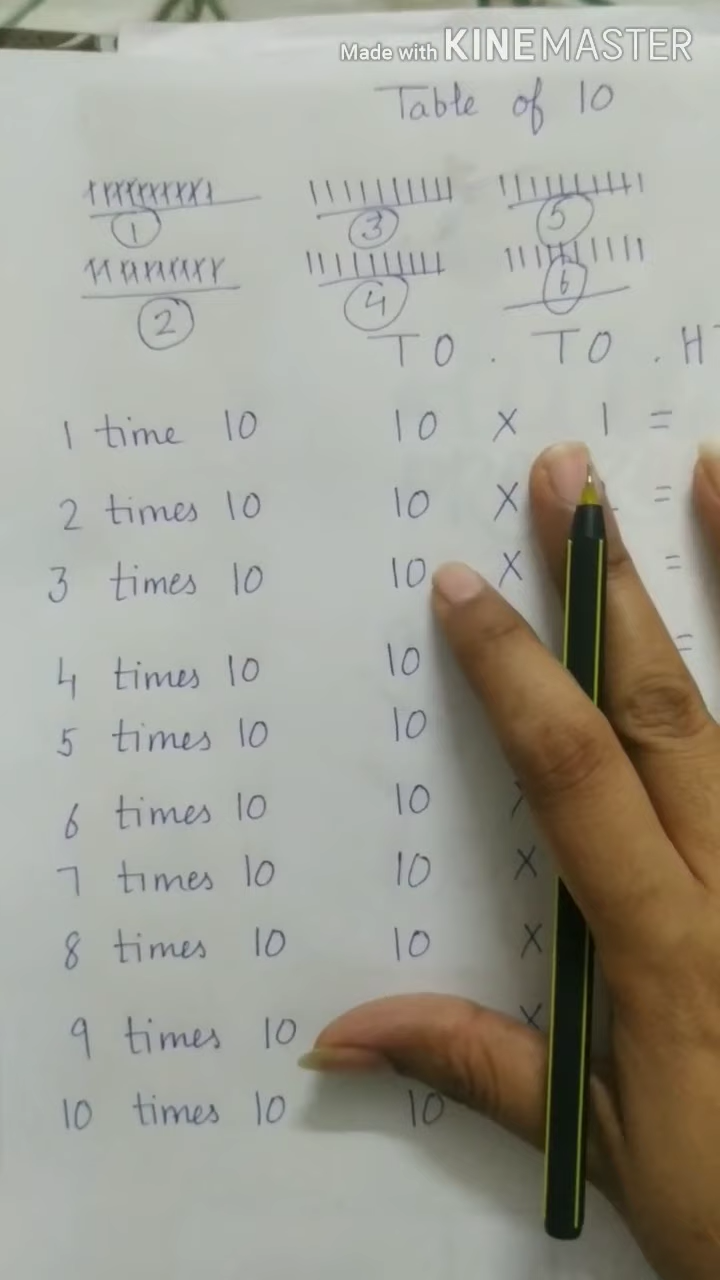 Made with KINEMASTER
Table of 10
1 3 5
2 4 6
T O . T O . H
1 time 10 10 × 1 =
2 times 10 10 × =
3 times 10 10 × =
4 times 10 10 =
5 times 10 10
6 times 10 10
7 times 10 10 ×
8 times 10 10 ×
9 times 10 ×
10 times 10 10